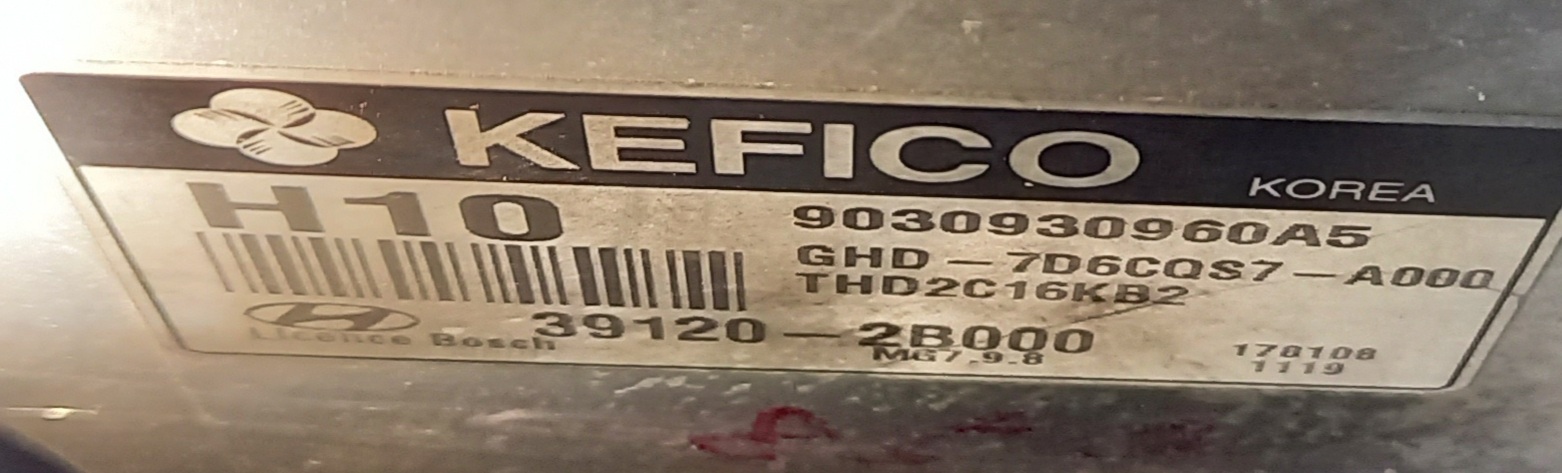 KEFICO
KOREA
H10
9030930960A5
GHD-7D6CQS7-A000
THD2C16KB2
39120-2B000
Licence Bosch
MG7.9.8
178108
1119